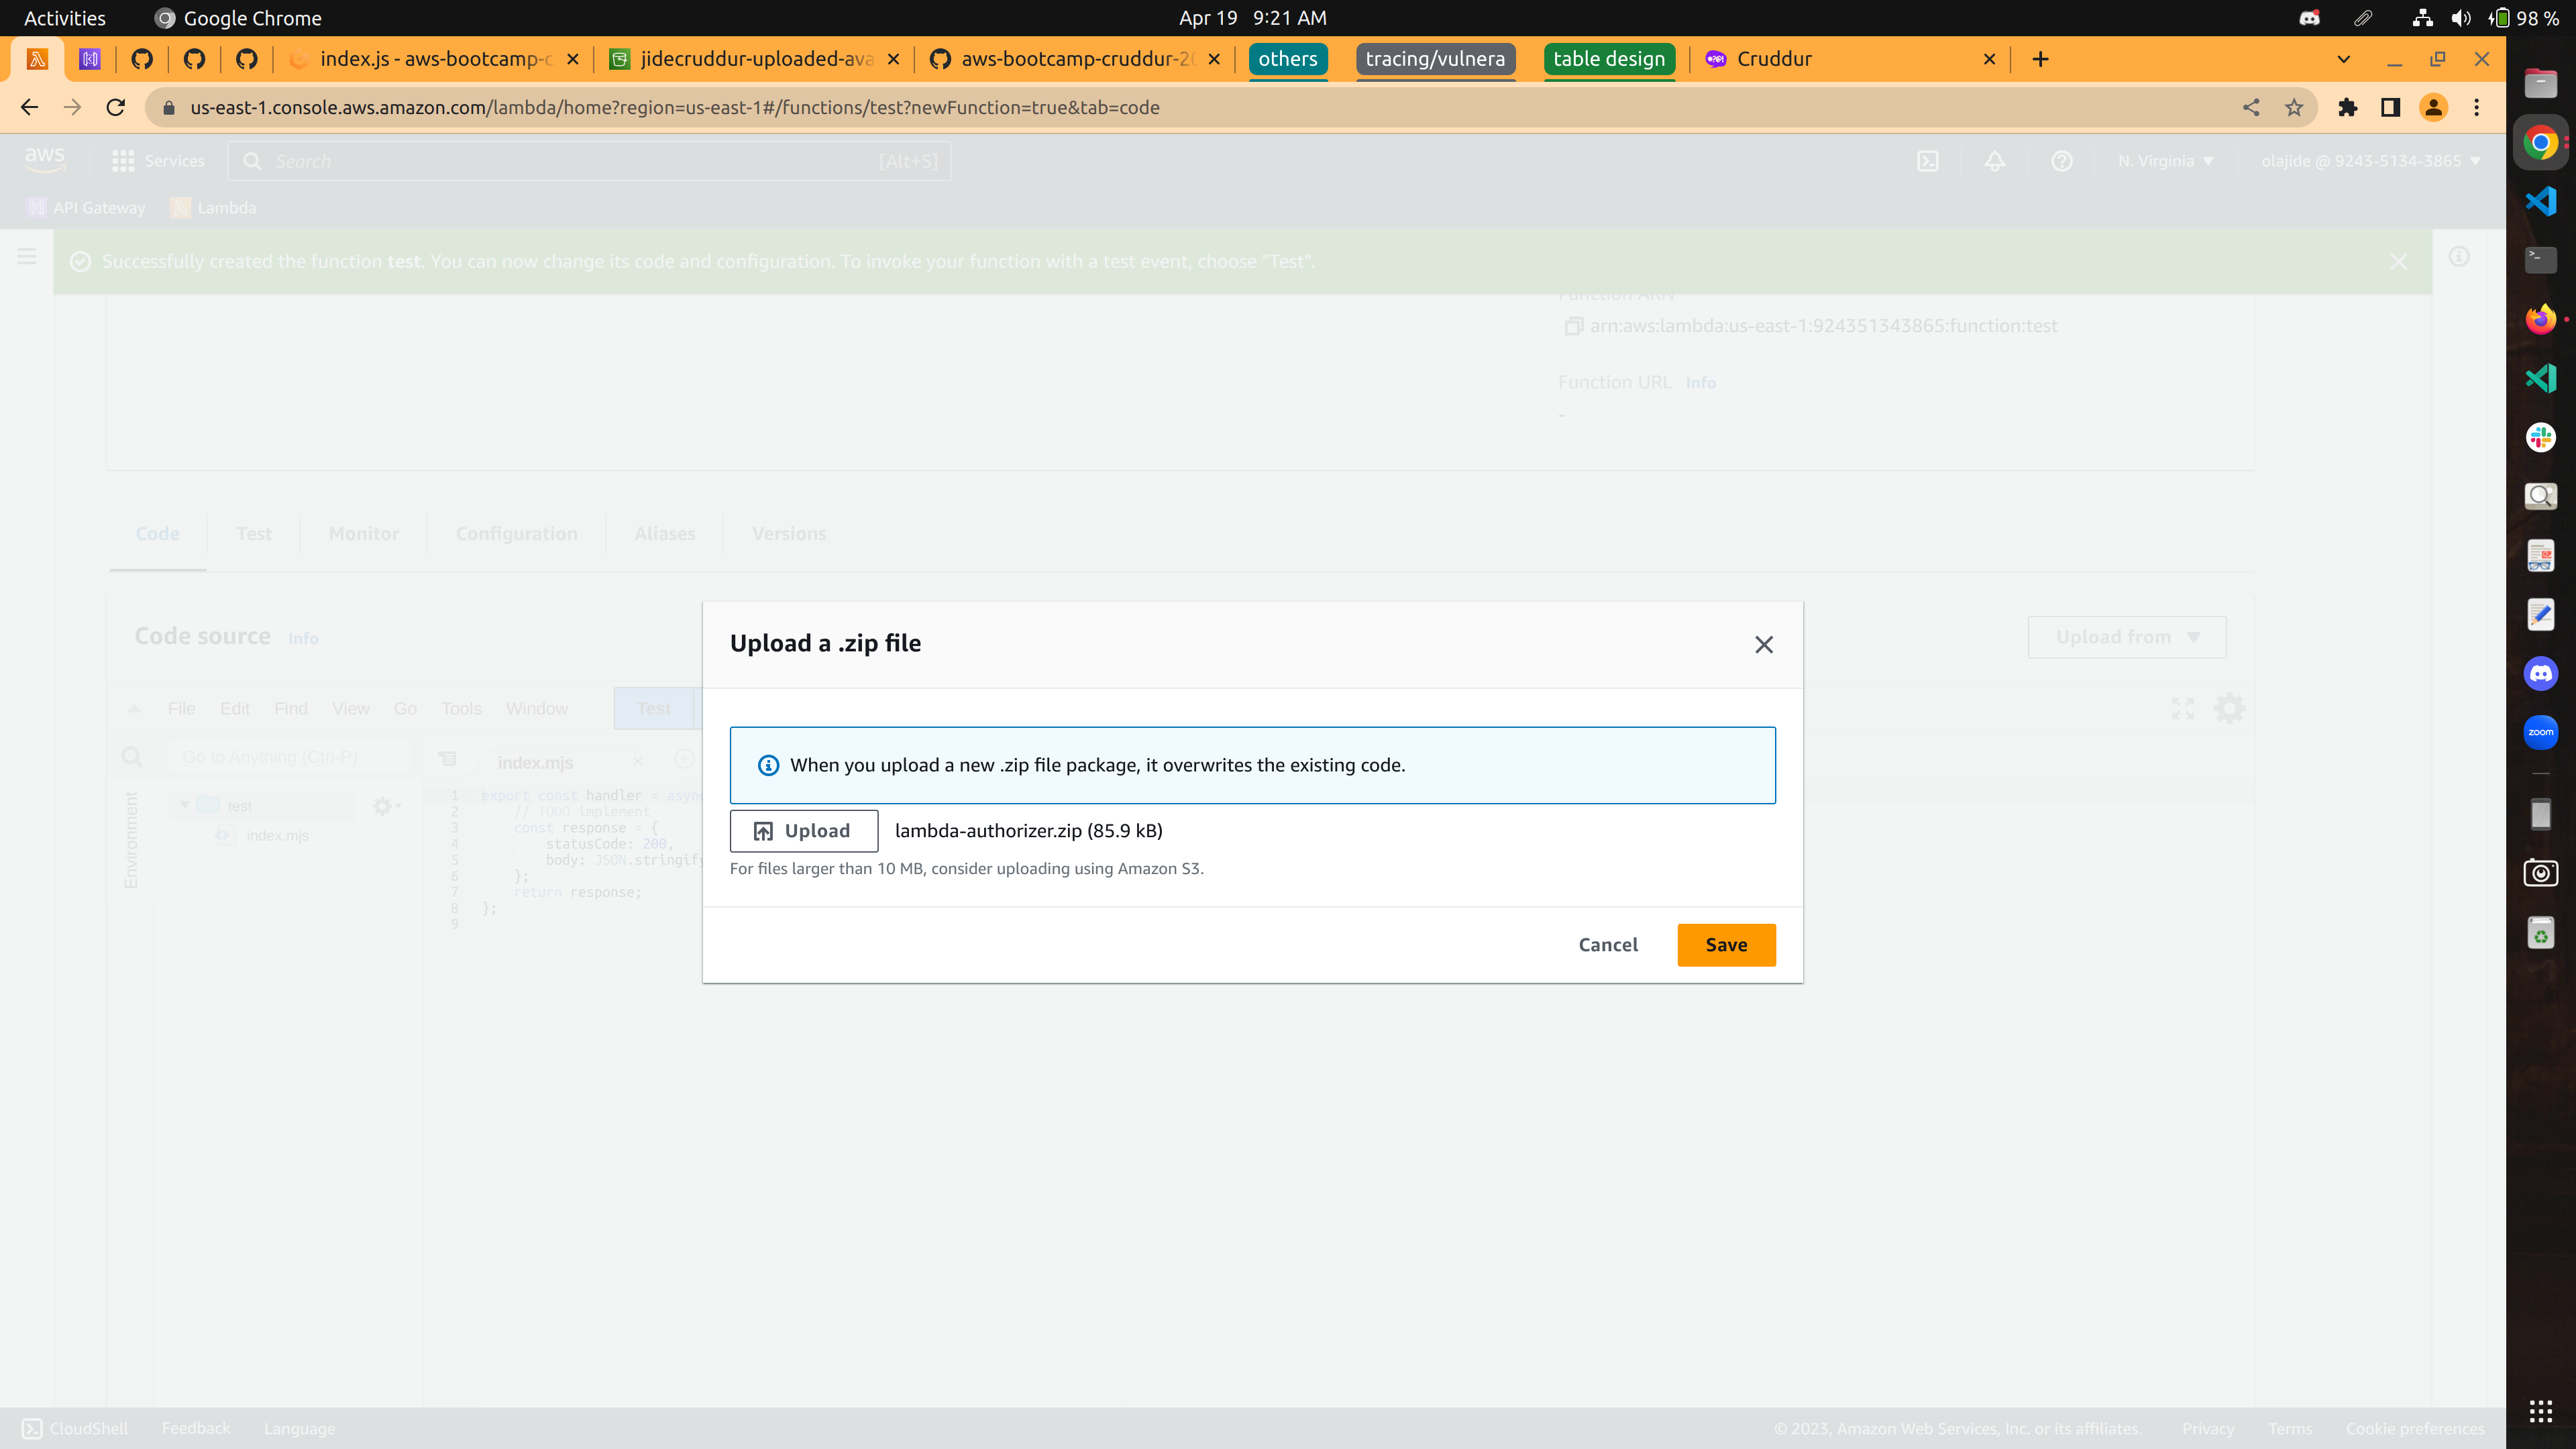 Activities Google Chrome Apr 19 9:21 AM 98 %
index.js - aws-bootcamp-c jidecruddur-uploaded-ava aws-bootcamp-cruddur-20 others tracing/vulnera table design Cruddur
us-east-1.console.aws.amazon.com/lambda/home?region=us-east-1#/functions/test?newFunction=true&tab=code
aws Services Search [Alt+S] N. Virginia olajide @ 9243-5134-3865
API Gateway Lambda
Successfully created the function test. You can now change its code and configuration. To invoke your function with a test event, choose "Test".
Function ARN
arn:aws:lambda:us-east-1:924351343865:function:test
Function URL Info
-
Code Test Monitor Configuration Aliases Versions
Code source Info Upload from
Upload a .zip file
File Edit Find View Go Tools Window Test
Go to Anything (Ctrl-P) index.mjs
When you upload a new .zip file package, it overwrites the existing code.
Environment
test
index.mjs
1 export const handler = async
2 // TODO implement
3 const response = {
4 statusCode: 200,
5 body: JSON.stringify
6 };
7 return response;
8 };
9
Upload lambda-authorizer.zip (85.9 kB)
For files larger than 10 MB, consider uploading using Amazon S3.
Cancel Save
zoom
CloudShell Feedback Language © 2023, Amazon Web Services, Inc. or its affiliates. Privacy Terms Cookie preferences